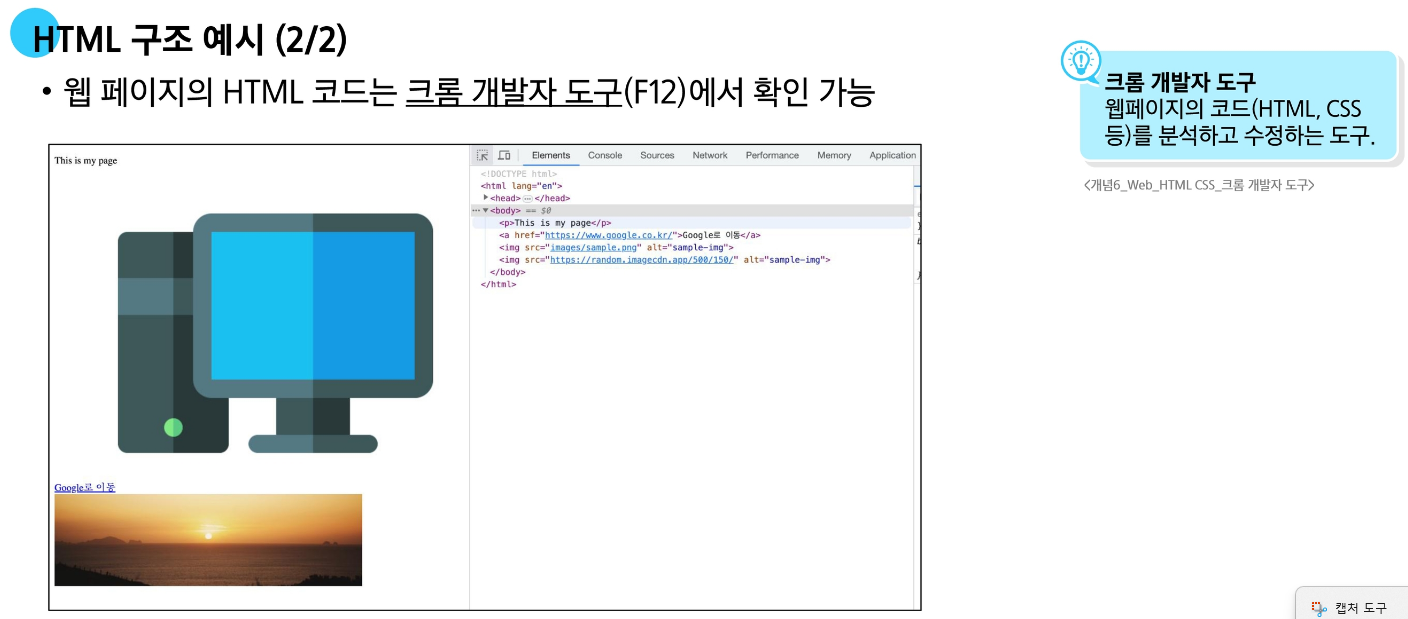 HTML 구조 예시 (2/2)
• 웹 페이지의 HTML 코드는 크롬 개발자 도구(F12)에서 확인 가능
크롬 개발자 도구
웹페이지의 코드(HTML, CSS
등)를 분석하고 수정하는 도구.
<개념6_Web_HTML CSS_크롬 개발자 도구>
This is my page
Google로 이동
Elements Console Sources Network Performance Memory Application
<!DOCTYPE html>
<html lang="en">
<head>…</head>
<body> == $0
<p>This is my page</p>
<a href="https://www.google.co.kr/">Google로 이동</a>
<img src="images/sample.png" alt="sample-img">
<img src="https://random.imagecdn.app/500/150/" alt="sample-img">
</body>
</html>
캡처 도구